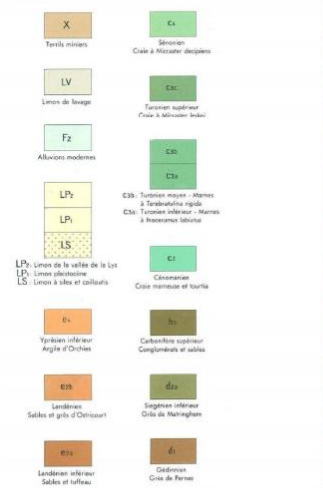 X
Terrils miniers
LV
Limon de lavage
Fz
Alluvions modernes
LP2
LP1
LS
LP2: Limon de la vallée de la Lys
LP1: Limon pleistocène
LS : Limon à silex et cailloutis
e4
Yprésien inférieur
Argile d'Orchies
e2b
Landénien
Sables et grès d'Ostricourt
e2a
Landénien inférieur
Sables et tuffeau
C4
Sénonien
Craie à Micraster decipiens
C3c
Turonien supérieur
Craie à Micraster leskei
C3b
C3a
C3b : Turonien moyen - Marnes
à Terebratulina rigida
C3a : Turonien inférieur - Marnes
à Inoceramus labiatus
C2
Cénomanien
Craie marneuse et tourtia
Carbonifère supérieur
Conglomérats et sables
d2a
Siegénien inférieur
Grès de Matringhem
d1
Gédinnien
Grès de Pernes